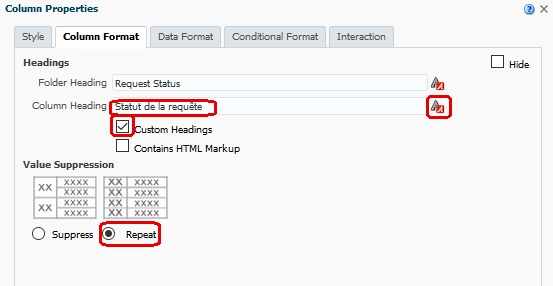 Column Properties
Style Column Format Data Format Conditional Format Interaction
Headings Hide
Folder Heading Request Status
Column Heading Statut de la requête
Custom Headings
Contains HTML Markup
Value Suppression
XX XXXX XX XXXX
XXXX XX XXXX
XX XXXX XX XXXX
XXXX XX XXXX
Suppress Repeat